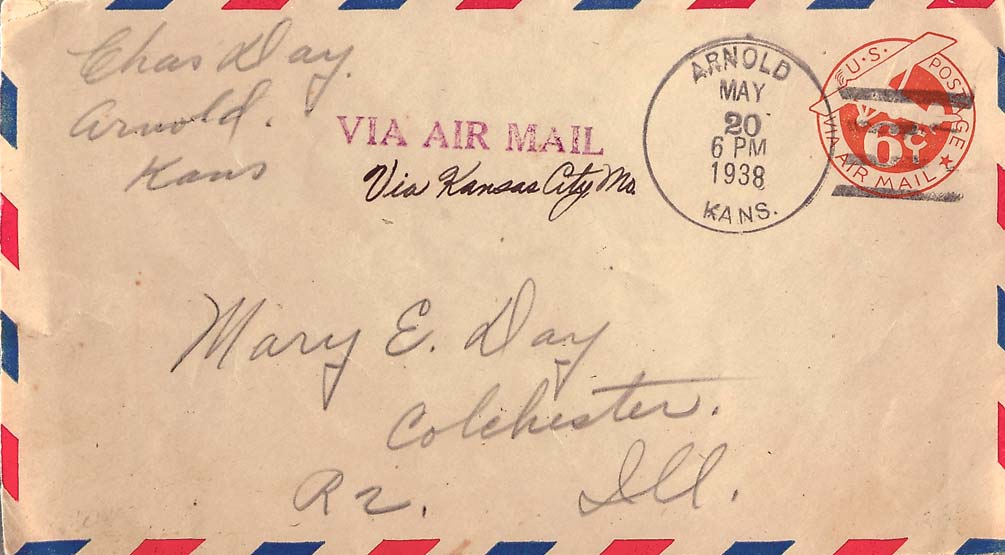 Chas Day.
Arnold.
Kans
VIA AIR MAIL
Via Kansas City, Mo.
ARNOLD
MAY
20
6 PM
1938
KANS.
U.S. POSTAGE
6¢
VIA AIR MAIL
Mary E. Day
Colchester.
R2. Ill.